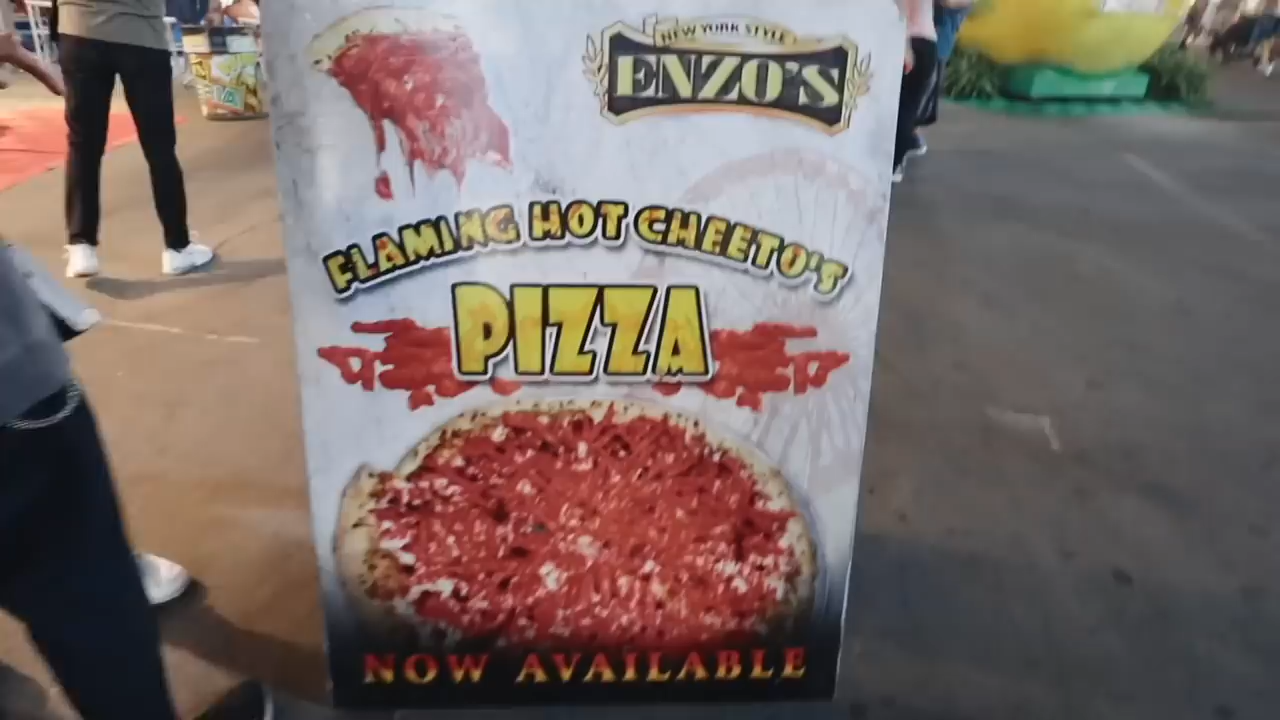 NEW YORK STYLE
ENZO'S
FLAMING HOT CHEETO'S
PIZZA
NOW AVAILABLE